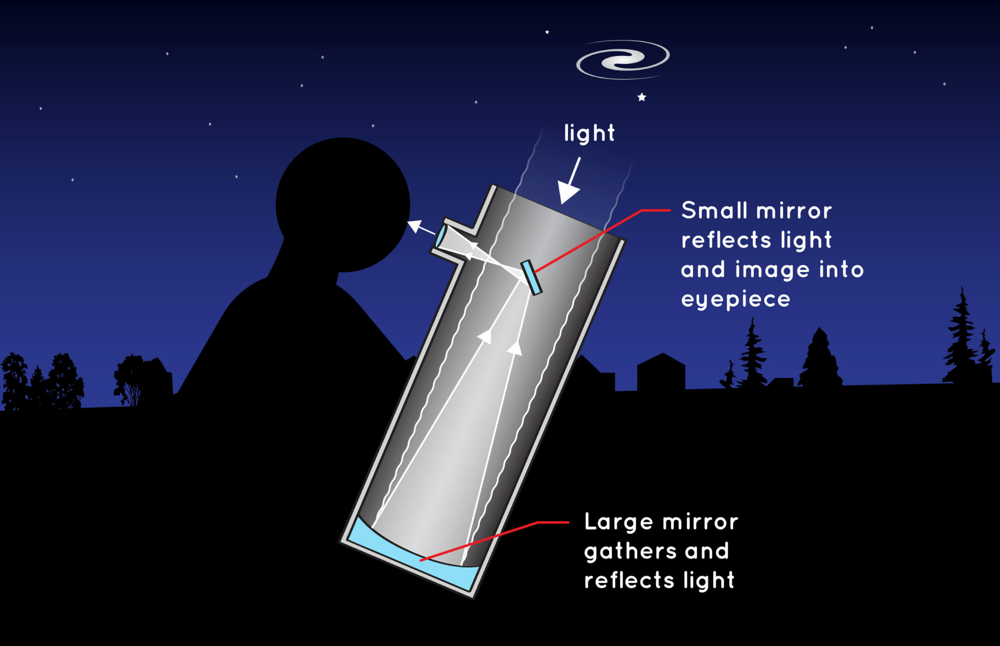 light
Small mirror
reflects light
and image into
eyepiece
Large mirror
gathers and
reflects light